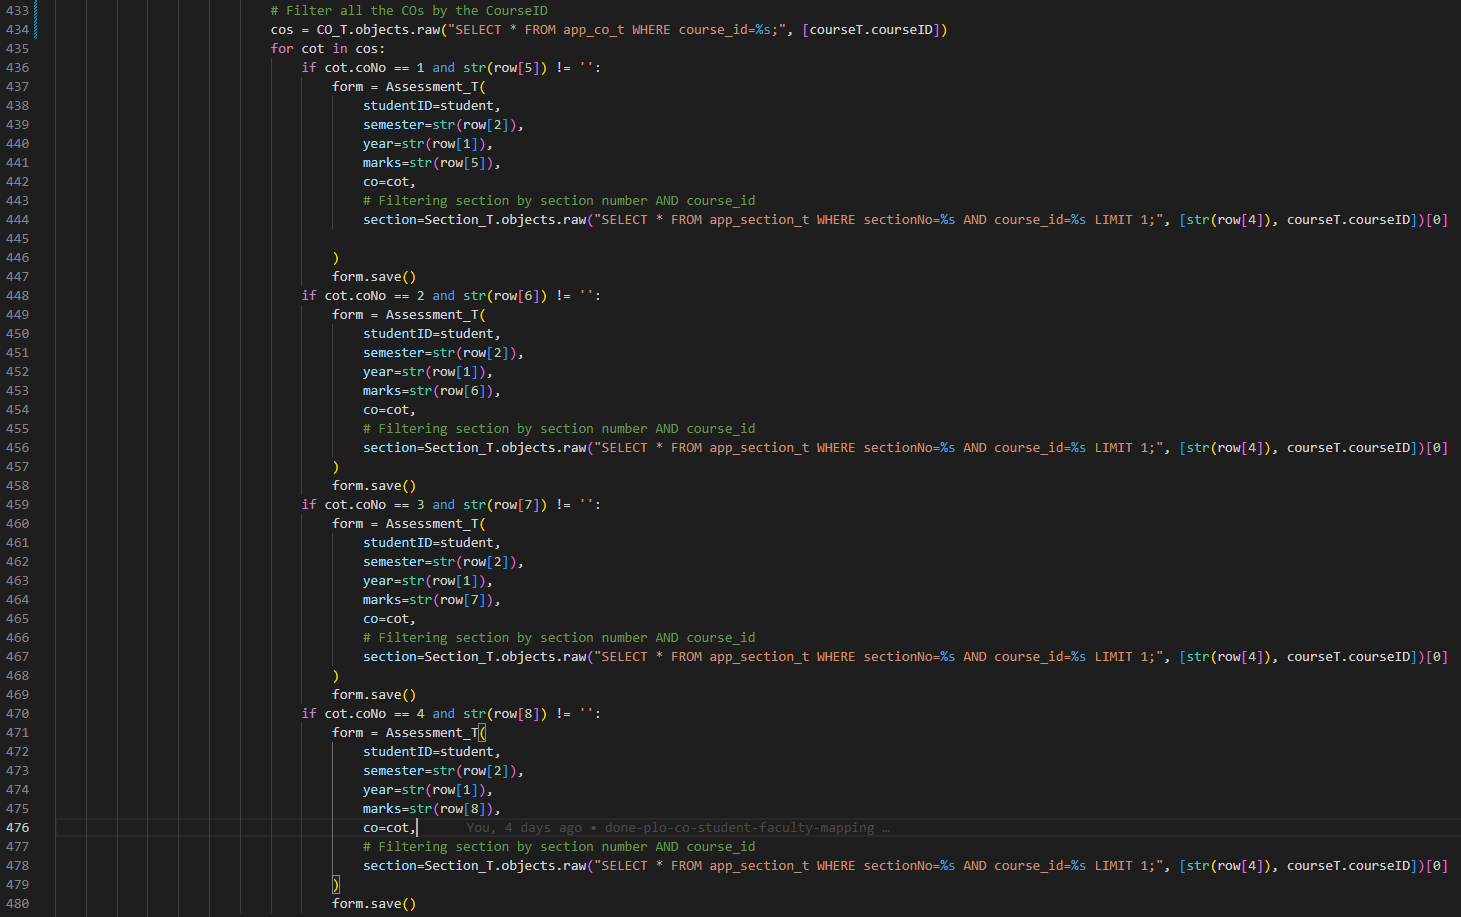 433 # Filter all the COs by the CourseID
434 cos = CO_T.objects.raw("SELECT * FROM app_co_t WHERE course_id=%s;", [courseT.courseID])
435 for cot in cos:
436 if cot.coNo == 1 and str(row[5]) != '':
437 form = Assessment_T(
438 studentID=student,
439 semester=str(row[2]),
440 year=str(row[1]),
441 marks=str(row[5]),
442 co=cot,
443 # Filtering section by section number AND course_id
444 section=Section_T.objects.raw("SELECT * FROM app_section_t WHERE sectionNo=%s AND course_id=%s LIMIT 1;", [str(row[4]), courseT.courseID])[0]
445
446 )
447 form.save()
448 if cot.coNo == 2 and str(row[6]) != '':
449 form = Assessment_T(
450 studentID=student,
451 semester=str(row[2]),
452 year=str(row[1]),
453 marks=str(row[6]),
454 co=cot,
455 # Filtering section by section number AND course_id
456 section=Section_T.objects.raw("SELECT * FROM app_section_t WHERE sectionNo=%s AND course_id=%s LIMIT 1;", [str(row[4]), courseT.courseID])[0]
457 )
458 form.save()
459 if cot.coNo == 3 and str(row[7]) != '':
460 form = Assessment_T(
461 studentID=student,
462 semester=str(row[2]),
463 year=str(row[1]),
464 marks=str(row[7]),
465 co=cot,
466 # Filtering section by section number AND course_id
467 section=Section_T.objects.raw("SELECT * FROM app_section_t WHERE sectionNo=%s AND course_id=%s LIMIT 1;", [str(row[4]), courseT.courseID])[0]
468 )
469 form.save()
470 if cot.coNo == 4 and str(row[8]) != '':
471 form = Assessment_T(
472 studentID=student,
473 semester=str(row[2]),
474 year=str(row[1]),
475 marks=str(row[8]),
476 co=cot, You, 4 days ago • done-plo-co-student-faculty-mapping …
477 # Filtering section by section number AND course_id
478 section=Section_T.objects.raw("SELECT * FROM app_section_t WHERE sectionNo=%s AND course_id=%s LIMIT 1;", [str(row[4]), courseT.courseID])[0]
479 )
480 form.save()